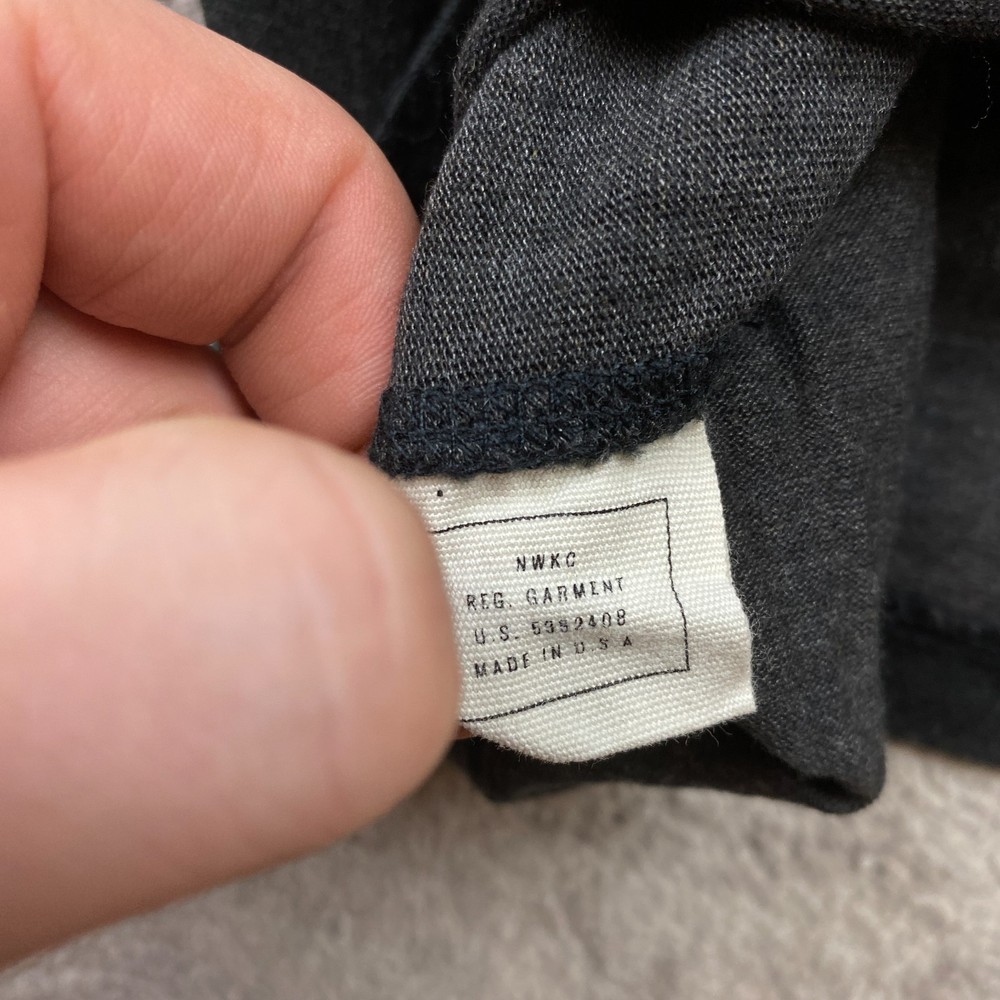 NWKC
REG. GARMENT
U.S. 5392408
MADE IN U.S.A